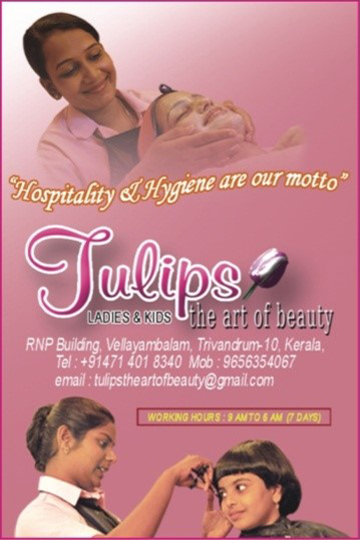 "Hospitality & Hygiene are our motto"
Tulips
LADIES & KIDS the art of beauty
RNP Building, Vellayambalam, Trivandrum-10, Kerala,
Tel : +91471 401 8340 Mob : 9656354067
email : tulipstheartofbeauty@gmail.com
WORKING HOURS : 9 AM TO 6 AM (7 DAYS)